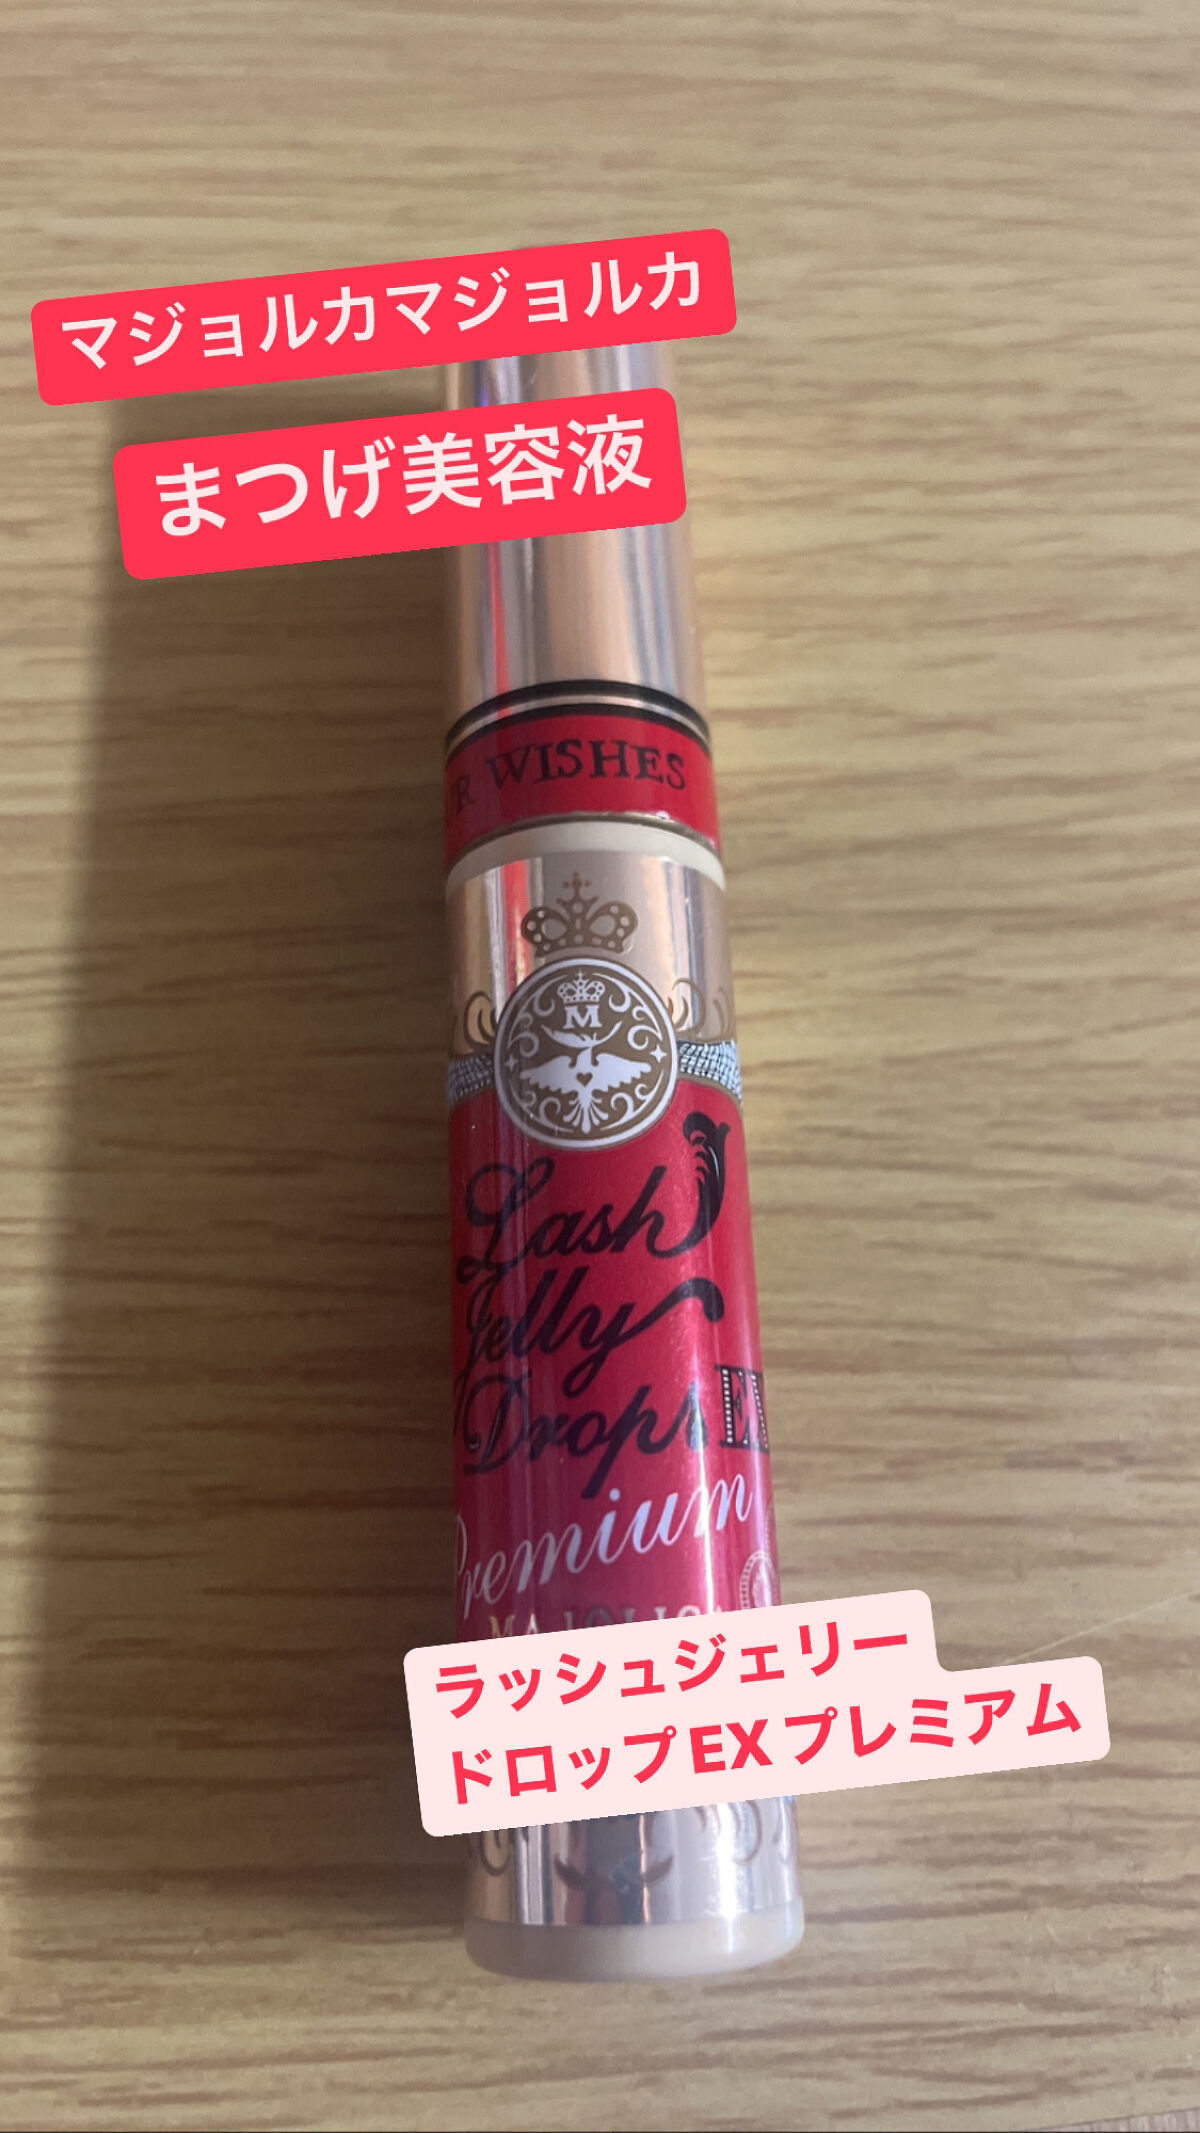 マジョルカマジョルカ
まつげ美容液
WISHES
M
Lash
Jelly
Drops EX
Premium
ラッシュジェリー
ドロップEXプレミアム